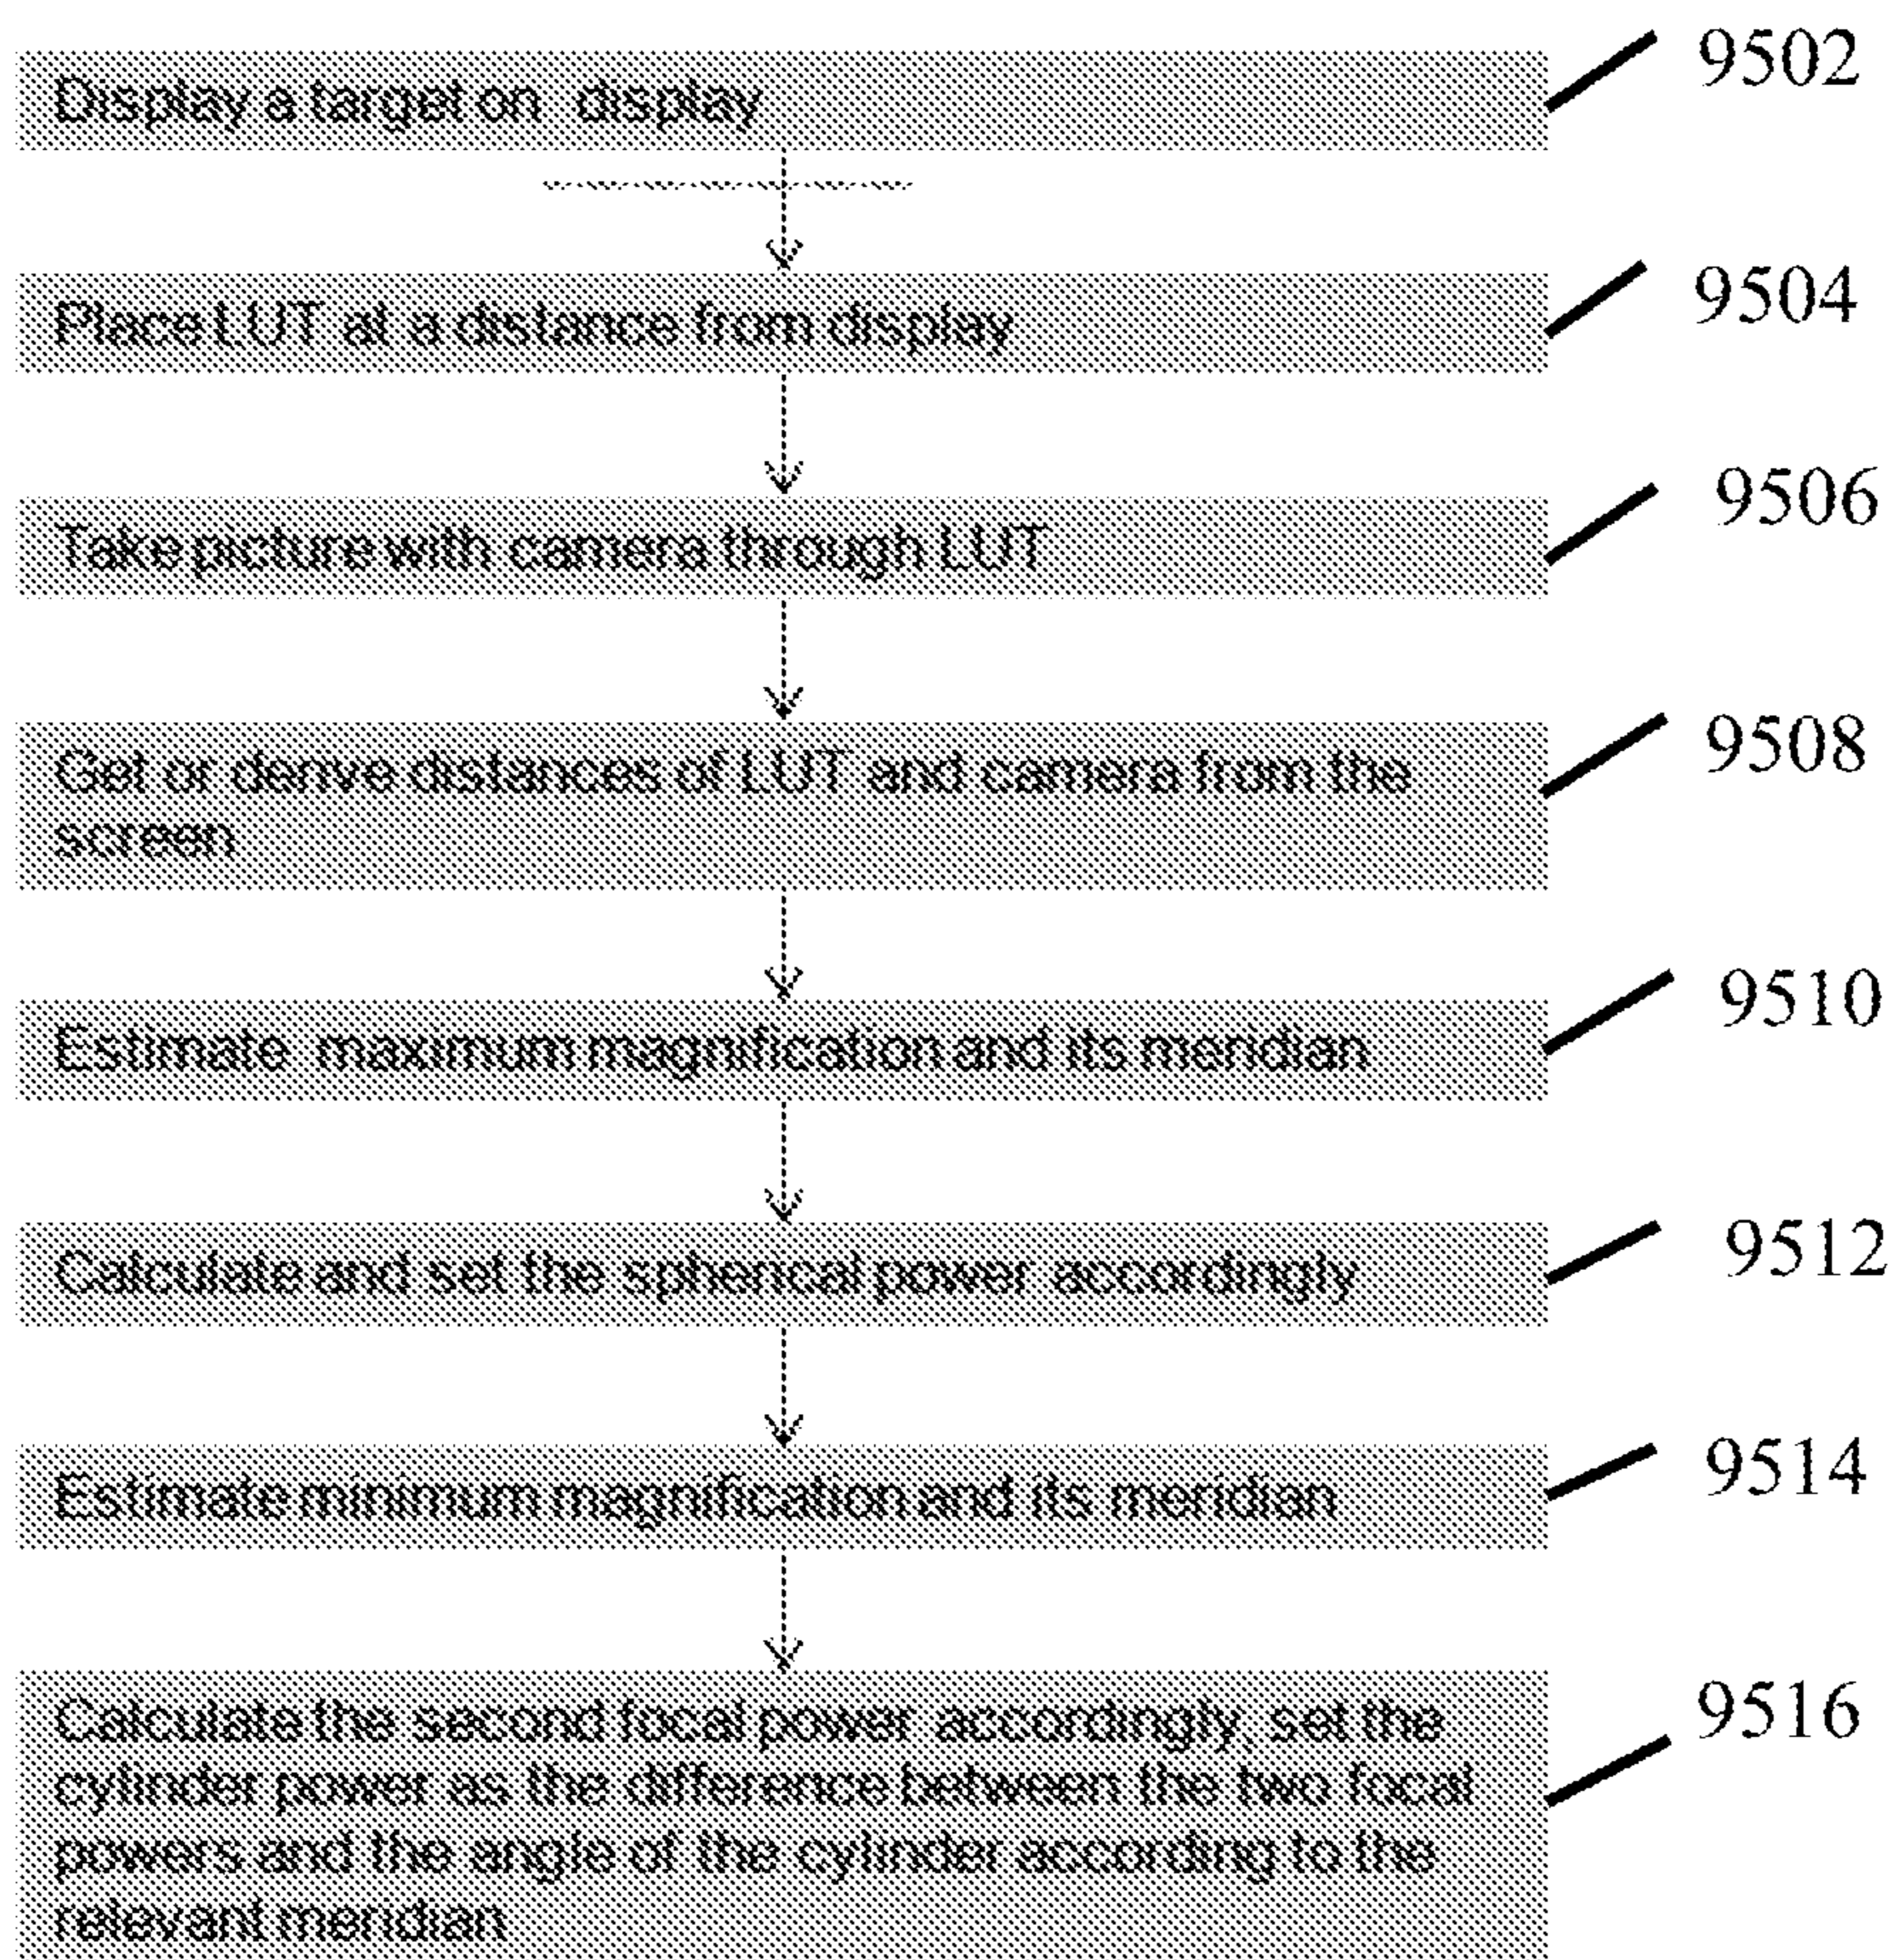 Display a target on display
9502
Place LUT at a distance from display
9504
Take picture with camera through LUT
9506
Get or derive distances of LUT and camera from the
screen
9508
Estimate maximum magnification and its meridian
9510
Calculate and set the spherical power accordingly
9512
Estimate minimum magnification and its meridian
9514
Calculate the second focal power accordingly, set the
cylinder power as the difference between the two focal
powers and the angle of the cylinder according to the
relevant meridian
9516